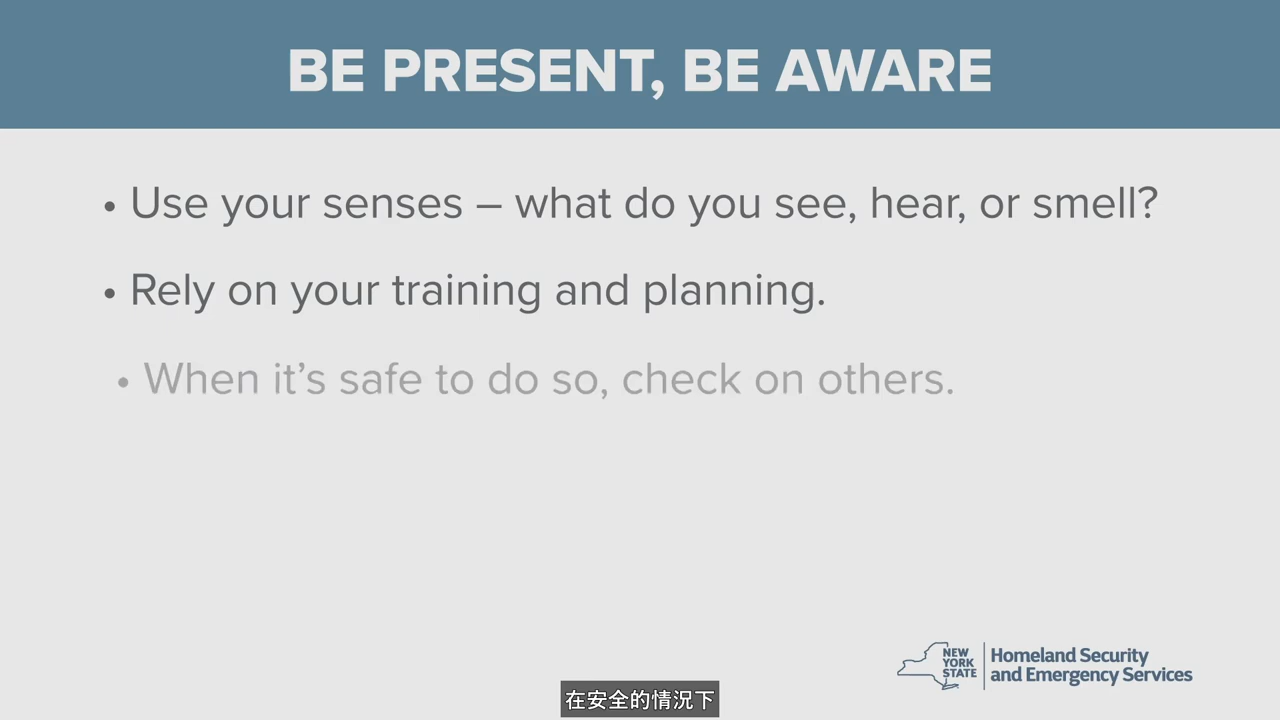 BE PRESENT, BE AWARE
• Use your senses – what do you see, hear, or smell?
• Rely on your training and planning.
• When it’s safe to do so, check on others.
NEW
YORK
STATE
Homeland Security
and Emergency Services
在安全的情況下